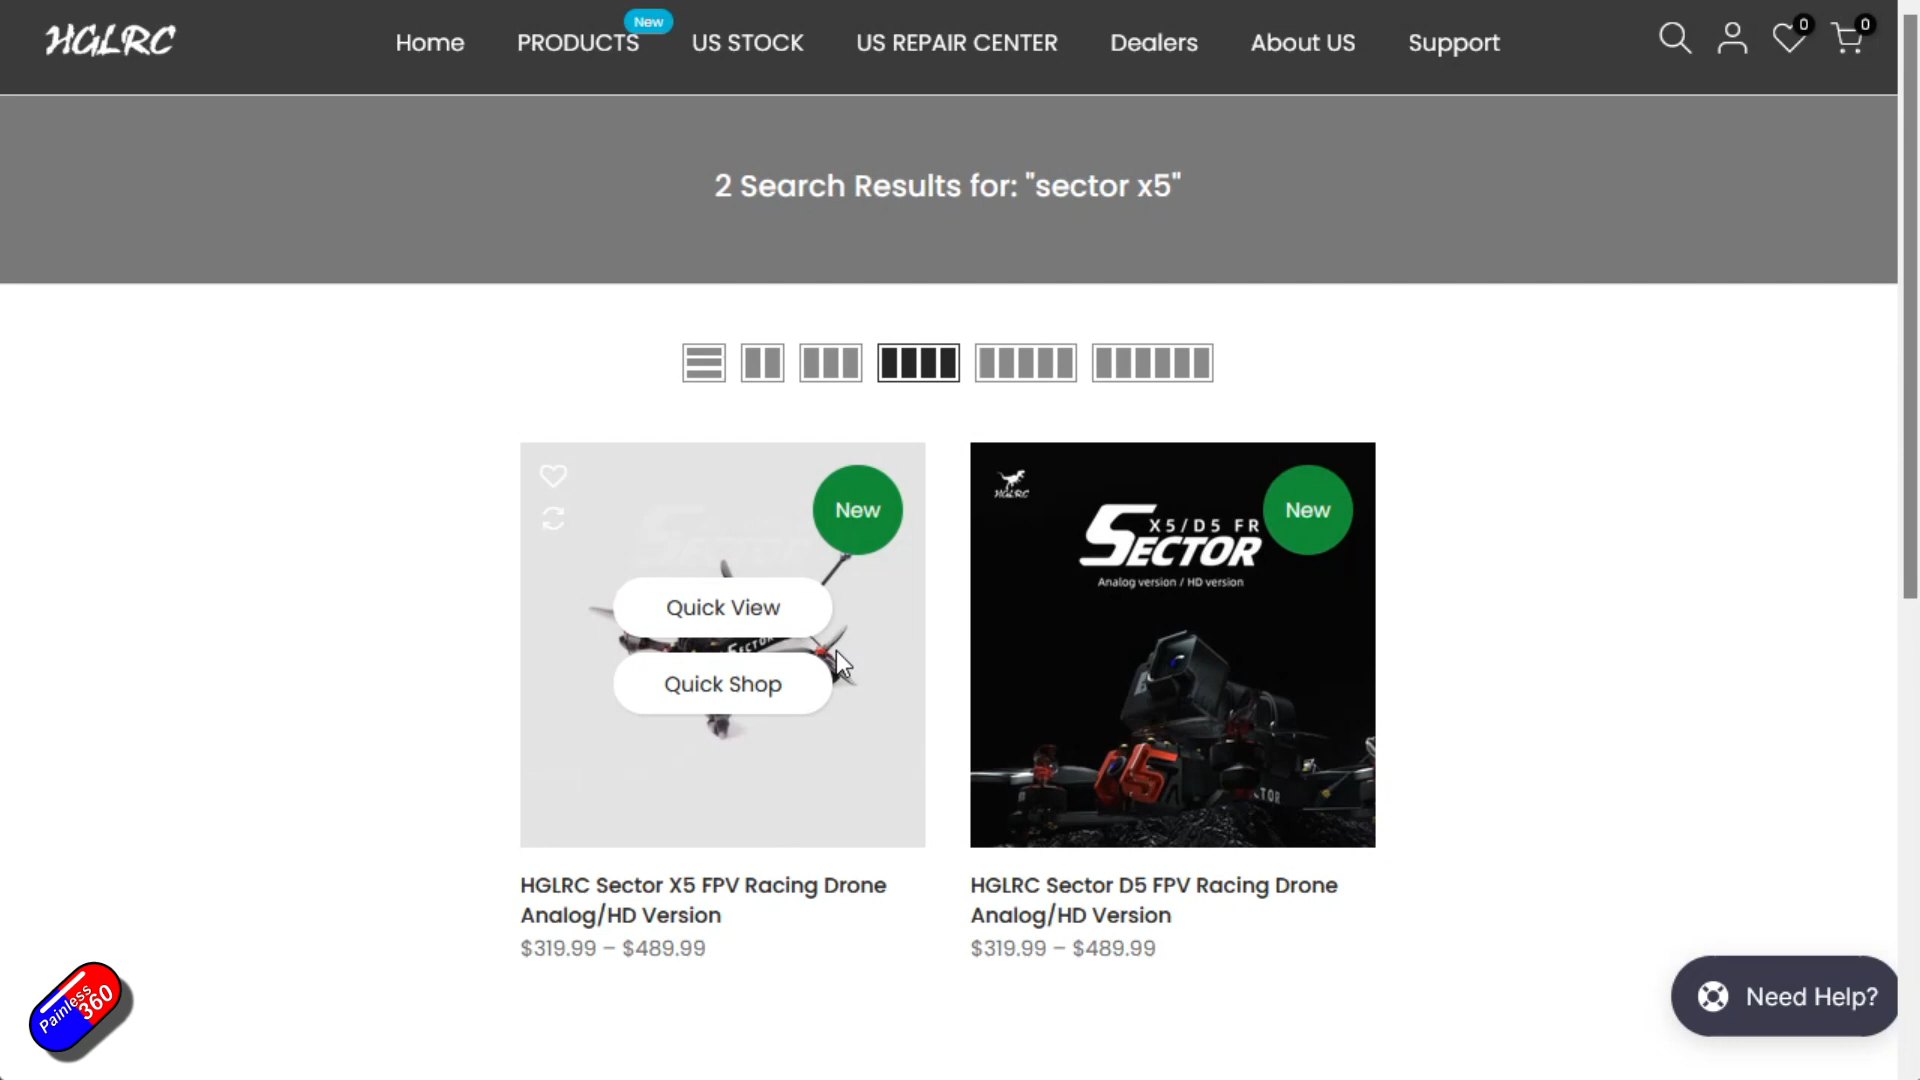 HGLRC
Home
PRODUCTS
New
US STOCK
US REPAIR CENTER
Dealers
About US
Support
0
0
2 Search Results for: "sector x5"
New
Quick View
SECTOR
Quick Shop
HGLRC
X5/D5 FR
New
SECTOR
Analog version / HD version
HGLRC Sector X5 FPV Racing Drone
Analog/HD Version
$319.99 – $489.99
HGLRC Sector D5 FPV Racing Drone
Analog/HD Version
$319.99 – $489.99
Painless
360
Need Help?